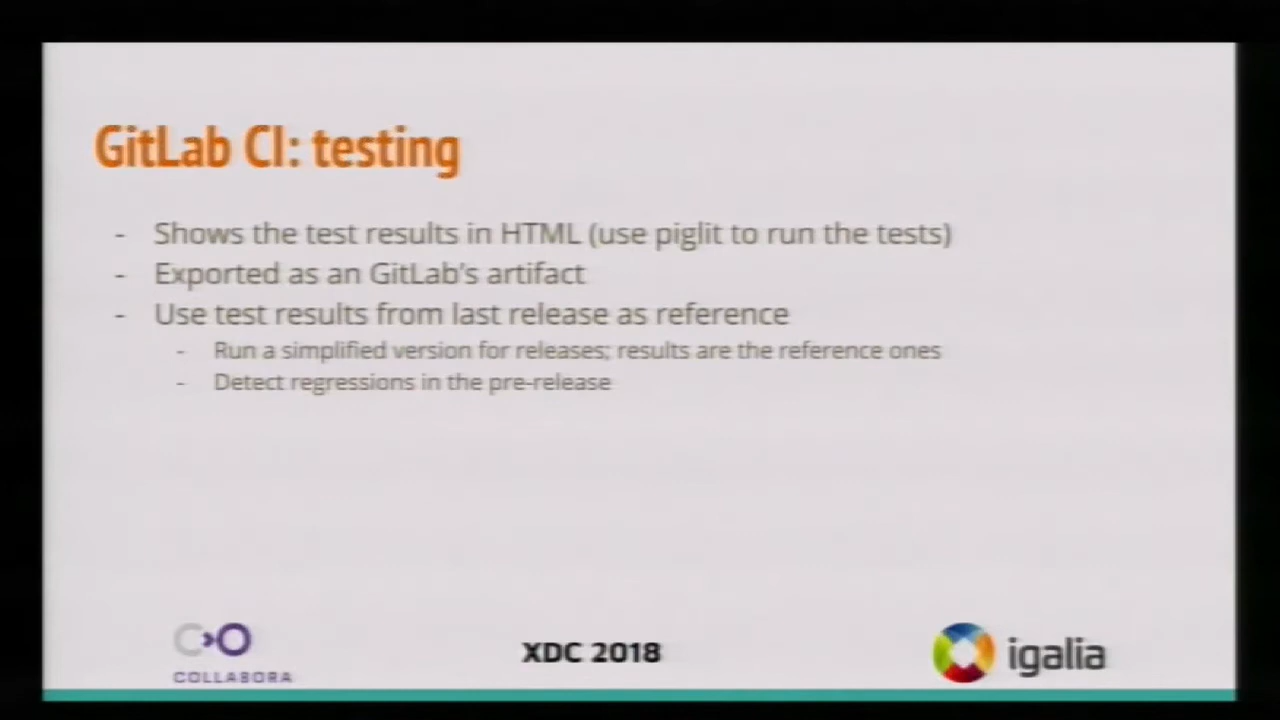 GitLab CI: testing
- Shows the test results in HTML (use piglit to run the tests)
- Exported as an GitLab's artifact
- Use test results from last release as reference
- Run a simplified version for releases; results are the reference ones
- Detect regressions in the pre-release
COLLABORA
XDC 2018
igalia